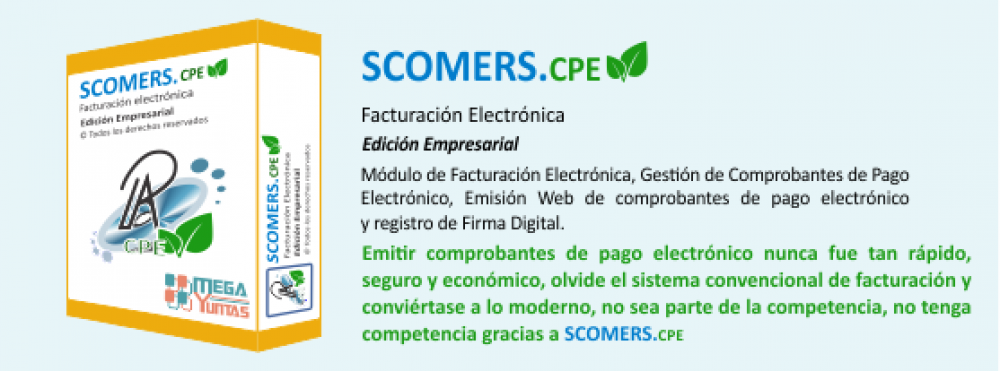 SCOMERS.CPE
Facturación electrónica
Edición Empresarial
© Todos los derechos reservados
CPE
MEGA
YUNTAS
SCOMERS.CPE
Facturación Electrónico
Edición Empresarial
© Todos los derechos reservados
SCOMERS.CPE
Facturación Electrónica
Edición Empresarial
Módulo de Facturación Electrónica, Gestión de Comprobantes de Pago
Electrónico, Emisión Web de comprobantes de pago electrónico
y registro de Firma Digital.
Emitir comprobantes de pago electrónico nunca fue tan rápido,
seguro y económico, olvide el sistema convencional de facturación y
conviértase a lo moderno, no sea parte de la competencia, no tenga
competencia gracias a SCOMERS.CPE